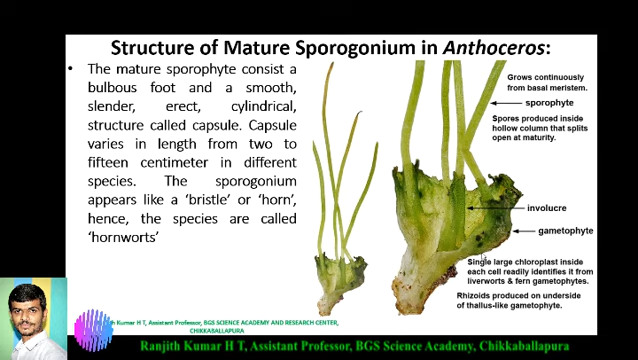 Structure of Mature Sporogonium in Anthoceros:
• The mature sporophyte consist a
bulbous foot and a smooth,
slender, erect, cylindrical,
structure called capsule. Capsule
varies in length from two to
fifteen centimeter in different
species. The sporogonium
appears like a ‘bristle’ or ‘horn’,
hence, the species are called
‘hornworts’
Grows continuously
from basal meristem.
sporophyte
Spores produced inside
hollow column that splits
open at maturity.
involucre
gametophyte
Single large chloroplast inside
each cell readily identifies it from
liverworts & fern gametophytes.
Rhizoids produced on underside
of thallus-like gametophyte.
Kumar H T, Assistant Professor, BGS SCIENCE ACADEMY AND RESEARCH CENTER,
CHIKKABALLAPURA
Ranjith Kumar H T, Assistant Professor, BGS Science Academy, Chikkaballapura